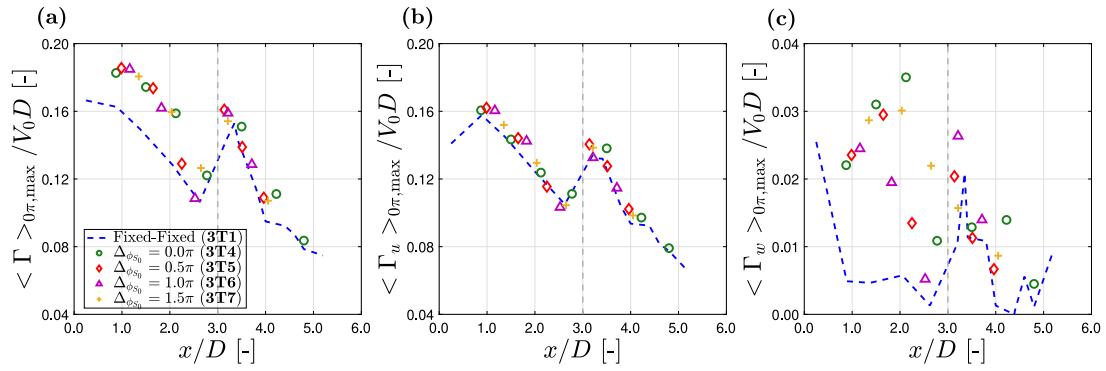 (a)
< Γ >₀π,max /V₀D [-]
0.20
0.16
0.12
0.08
0.04
Fixed-Fixed (3T1)
Δ_ϕS₀ = 0.0π (3T4)
Δ_ϕS₀ = 0.5π (3T5)
Δ_ϕS₀ = 1.0π (3T6)
Δ_ϕS₀ = 1.5π (3T7)
0.0 1.0 2.0 3.0 4.0 5.0 6.0
x/D [-]
(b)
< Γᵤ >₀π,max /V₀D [-]
0.20
0.16
0.12
0.08
0.04
0.0 1.0 2.0 3.0 4.0 5.0 6.0
x/D [-]
(c)
< Γ_w >₀π,max /V₀D [-]
0.04
0.03
0.02
0.01
0.00
0.0 1.0 2.0 3.0 4.0 5.0 6.0
x/D [-]